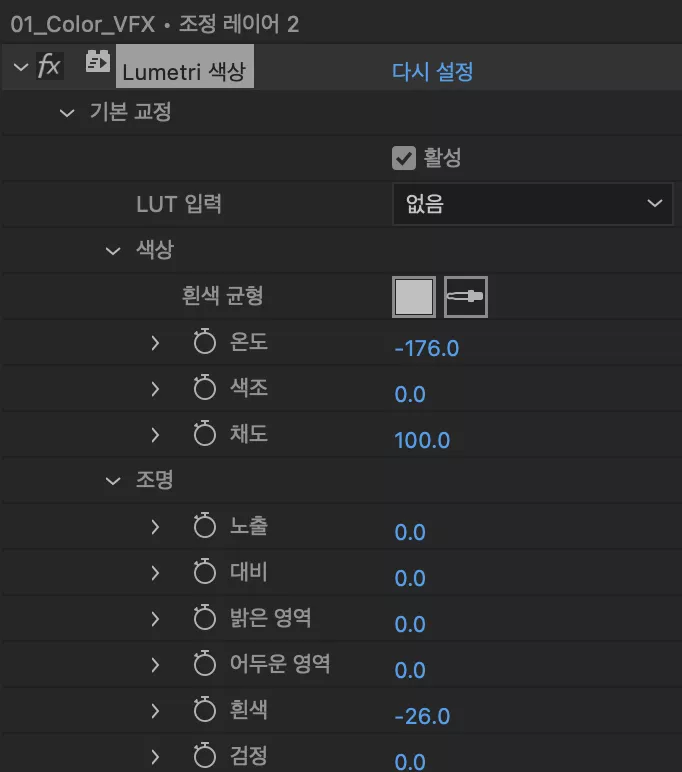 01_Color_VFX • 조정 레이어 2
fx Lumetri 색상 다시 설정
기본 교정
활성
LUT 입력 없음
색상
흰색 균형
온도 -176.0
색조 0.0
채도 100.0
조명
노출 0.0
대비 0.0
밝은 영역 0.0
어두운 영역 0.0
흰색 -26.0
검정 0.0